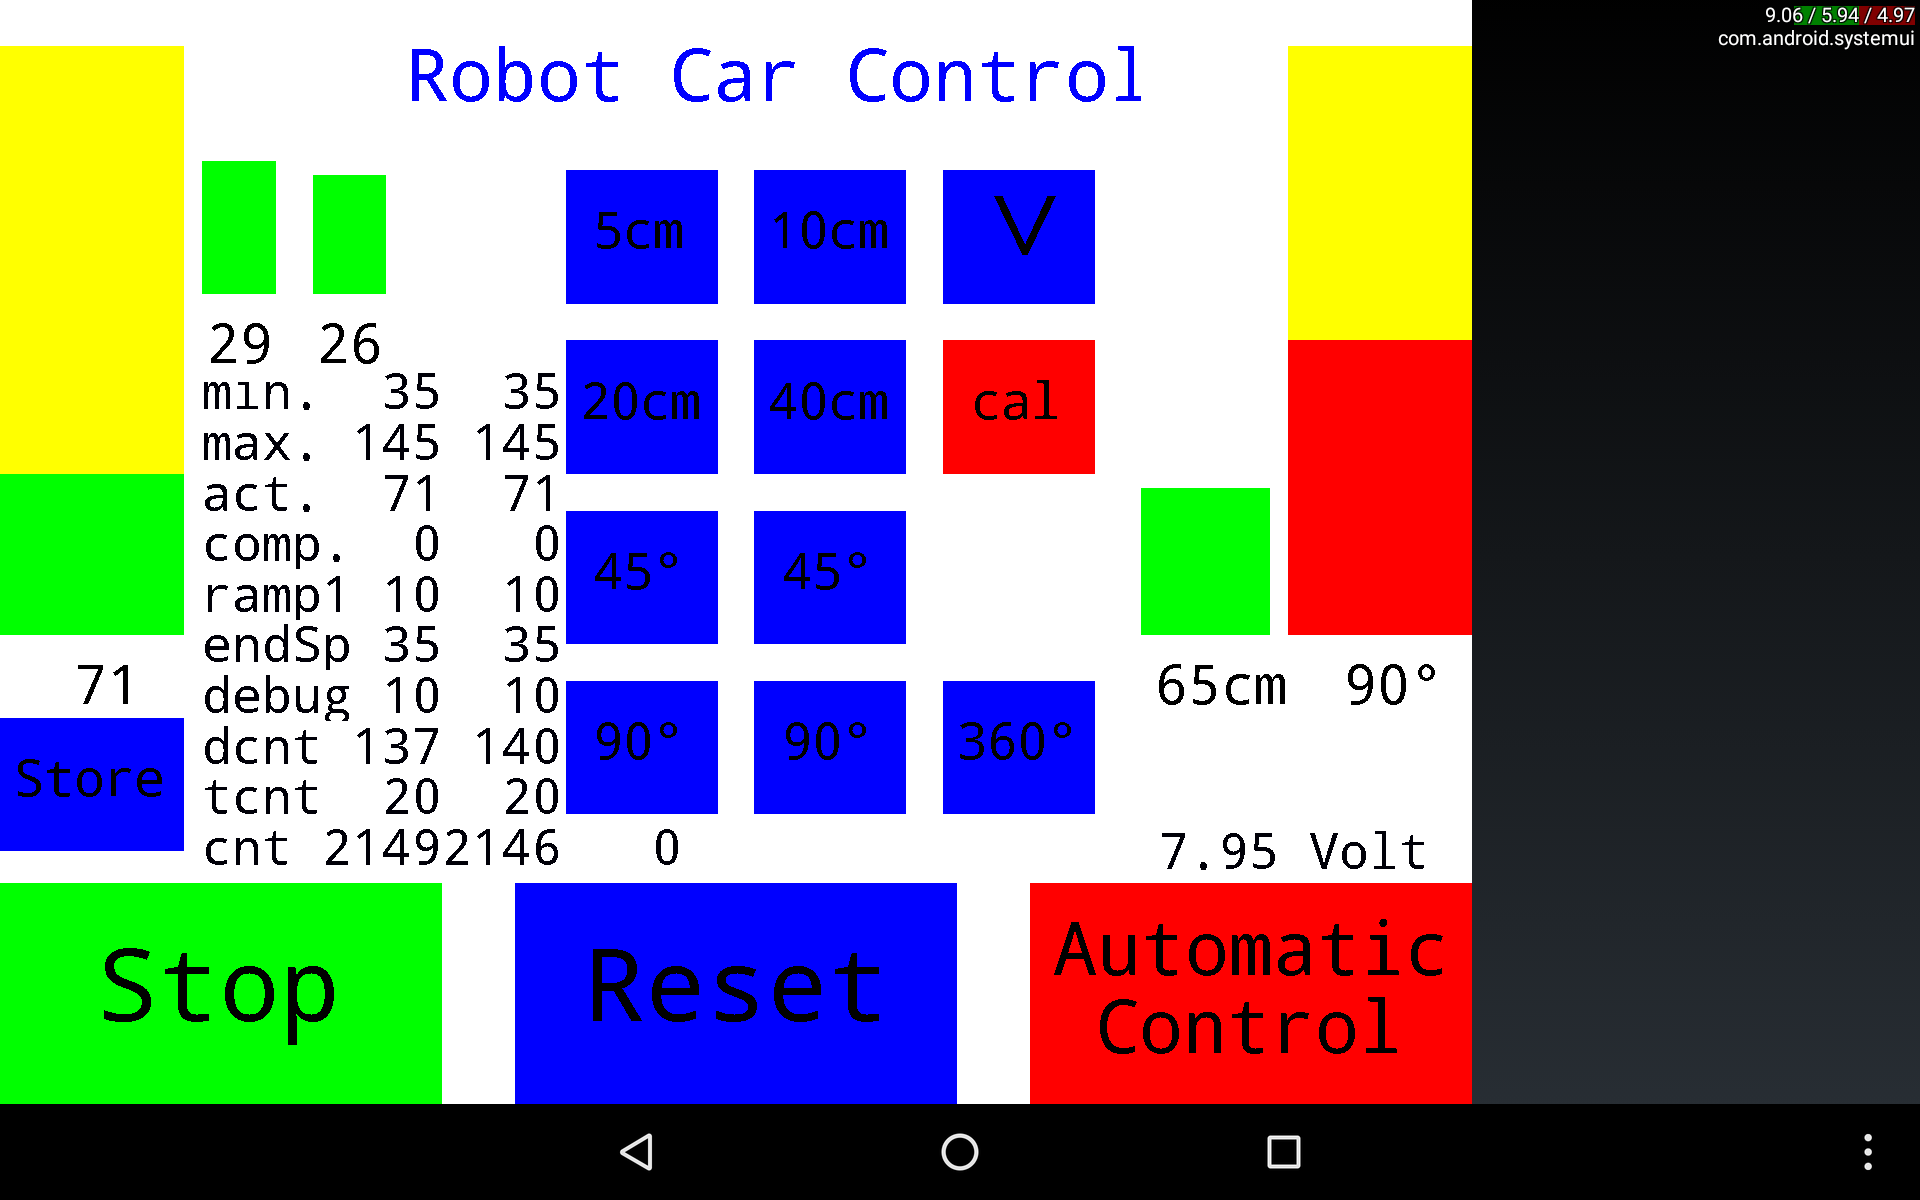 9.06 / 5.94 / 4.97
com.android.systemui
Robot Car Control
5cm 10cm V
29 26
min. 35 35
20cm 40cm cal
max. 145 145
act. 71 71
comp. 0 0
45° 45°
ramp1 10 10
endSp 35 35
71
debug 10 10
65cm 90°
dcnt 137 140
90° 90° 360°
Store
tcnt 20 20
cnt 21492146 0
7.95 Volt
Stop
Reset
Automatic
Control